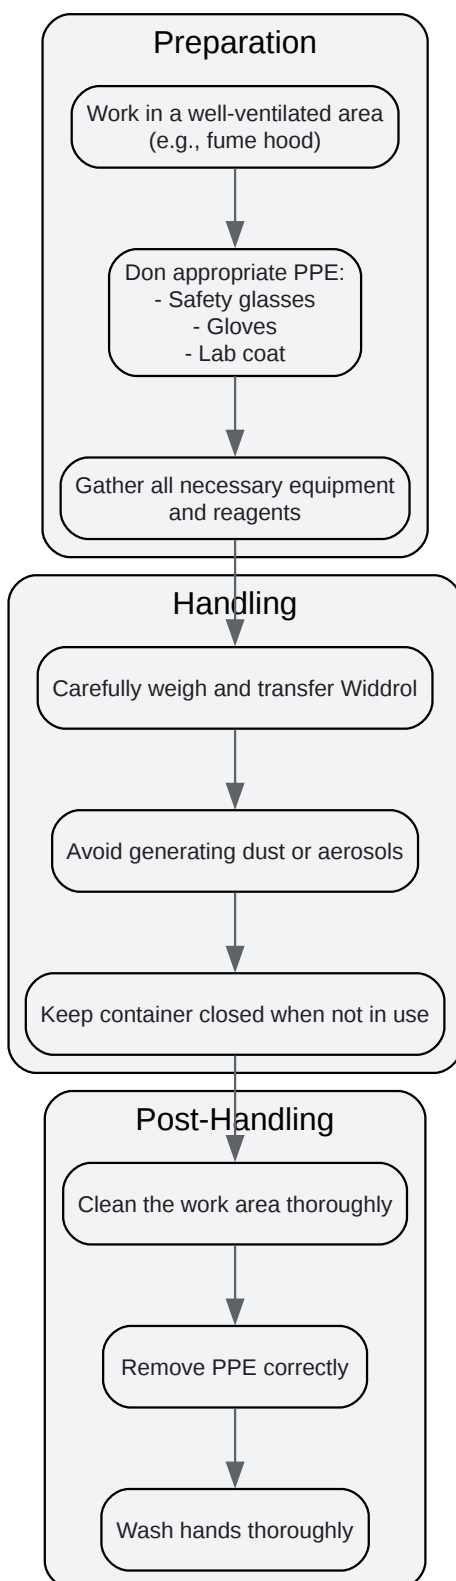 Preparation
Work in a well-ventilated area
(e.g., fume hood)
Don appropriate PPE:
- Safety glasses
- Gloves
- Lab coat
Gather all necessary equipment
and reagents
Handling
Carefully weigh and transfer Widdrol
Avoid generating dust or aerosols
Keep container closed when not in use
Post-Handling
Clean the work area thoroughly
Remove PPE correctly
Wash hands thoroughly